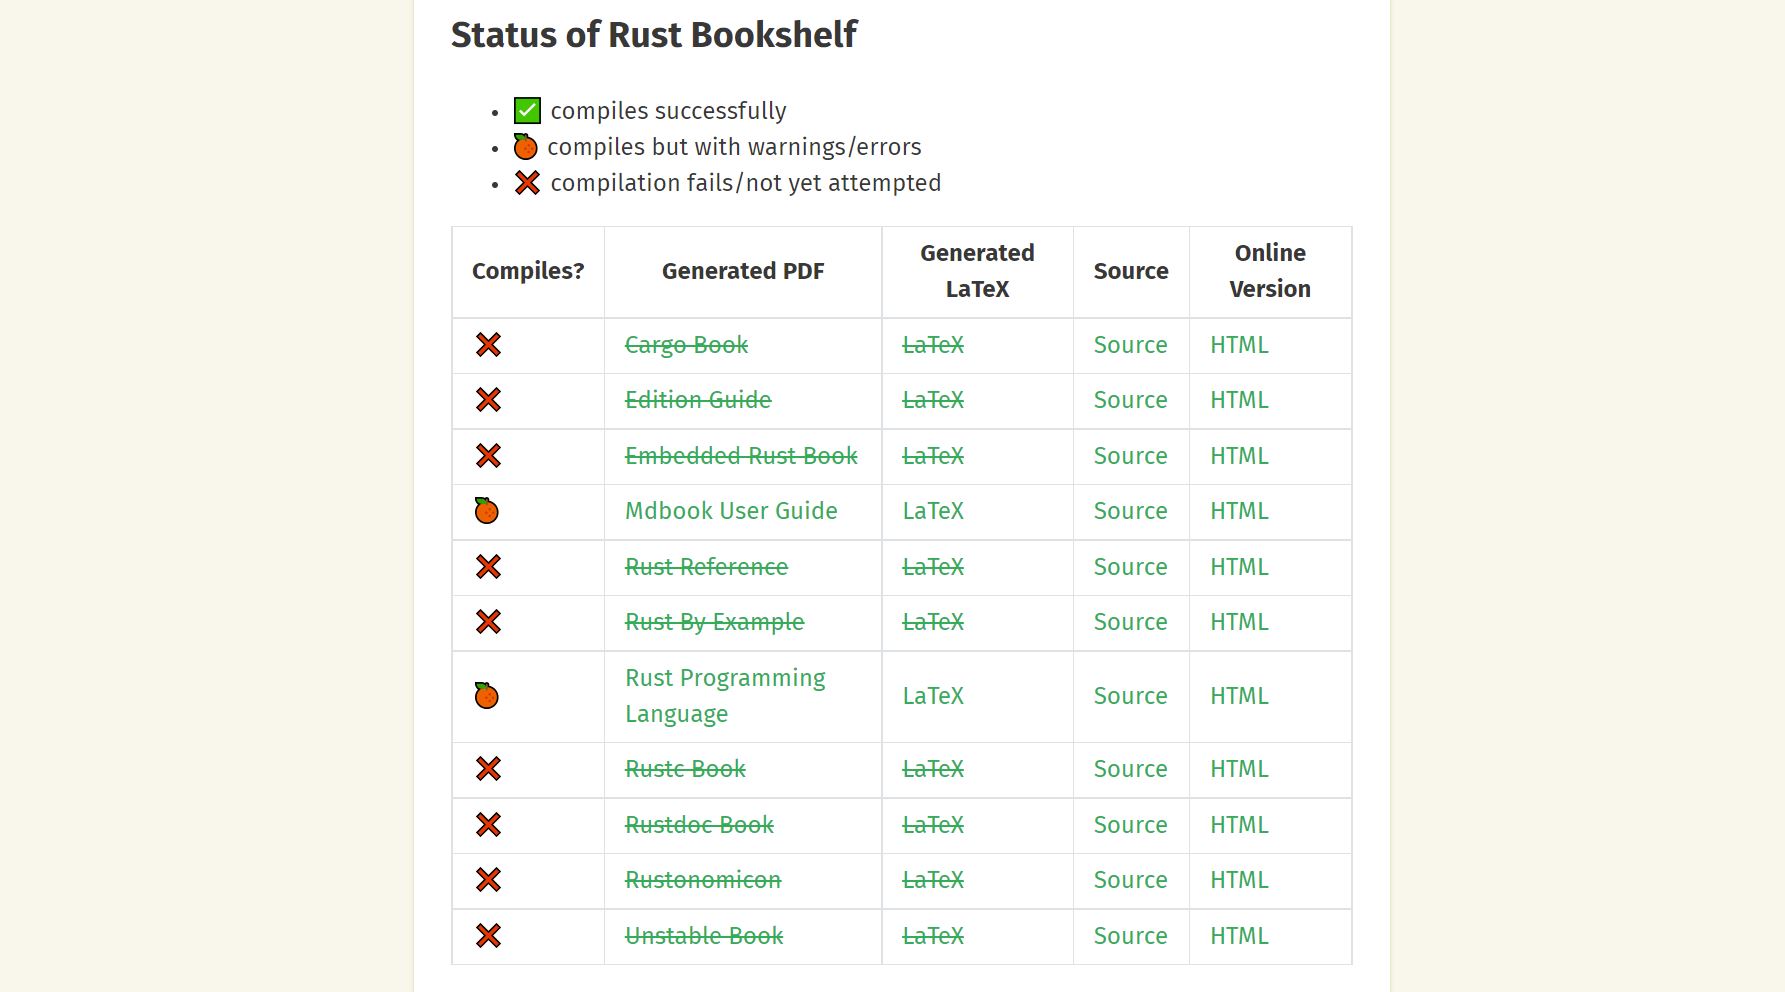 Status of Rust Bookshelf
compiles successfully
compiles but with warnings/errors
compilation fails/not yet attempted
Compiles? Generated PDF Generated LaTeX Source Online Version
Cargo Book LaTeX Source HTML
Edition Guide LaTeX Source HTML
Embedded Rust Book LaTeX Source HTML
Mdbook User Guide LaTeX Source HTML
Rust Reference LaTeX Source HTML
Rust By Example LaTeX Source HTML
Rust Programming Language LaTeX Source HTML
Rustc Book LaTeX Source HTML
Rustdoc Book LaTeX Source HTML
Rustonomicon LaTeX Source HTML
Unstable Book LaTeX Source HTML